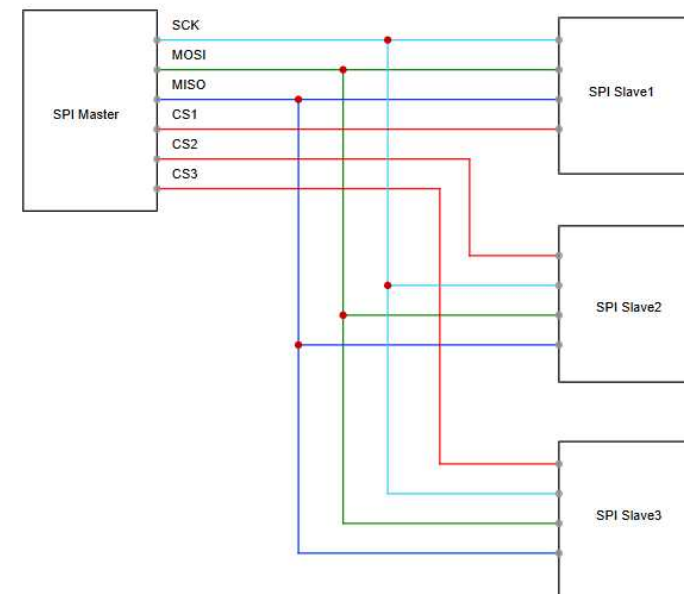 SCK
MOSI
MISO
SPI Master
CS1
CS2
CS3
SPI Slave1
SPI Slave2
SPI Slave3